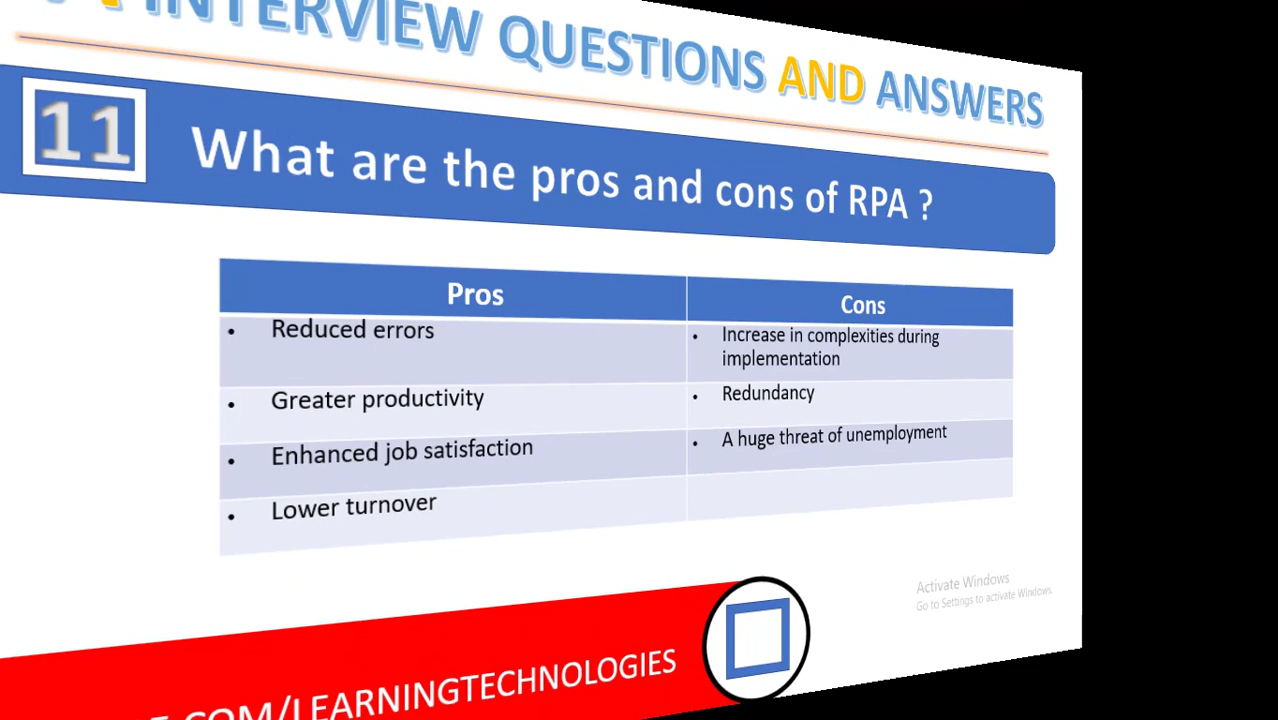 INTERVIEW QUESTIONS AND ANSWERS
11
What are the pros and cons of RPA ?
Pros
Cons
• Reduced errors
• Increase in complexities during
implementation
• Greater productivity
• Redundancy
• Enhanced job satisfaction
• A huge threat of unemployment
• Lower turnover
Activate Windows
Go to Settings to activate Windows.
.COM/LEARNINGTECHNOLOGIES